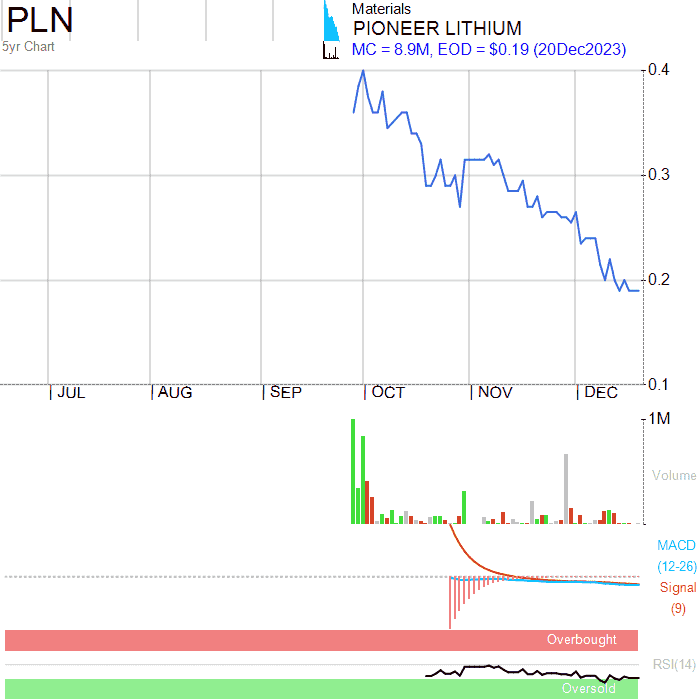 PLN
5yr Chart
Materials
PIONEER LITHIUM
MC = 8.9M, EOD = $0.19 (20Dec2023)
0.4
0.3
0.2
0.1
JUL AUG SEP OCT NOV DEC
1M
Volume
MACD
(12-26)
Signal
(9)
Overbought
RSI(14)
Oversold